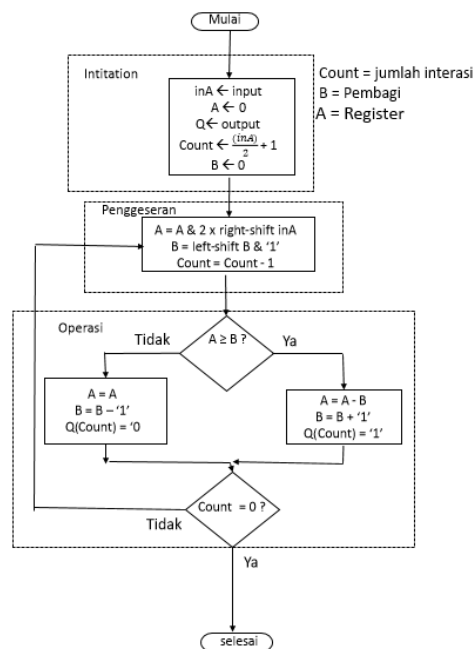 Mulai
Intitation
inA ← input
A ← 0
Q ← output
Count ← (inA)/2 + 1
B ← 0
Count = jumlah interasi
B = Pembagi
A = Register
Penggeseran
A = A & 2 x right-shift inA
B = left-shift B & ‘1’
Count = Count - 1
Operasi
A ≥ B ?
Tidak
Ya
A = A
B = B – ‘1’
Q(Count) = ‘0
A = A - B
B = B + ‘1’
Q(Count) = ‘1’
Count = 0 ?
Tidak
Ya
selesai